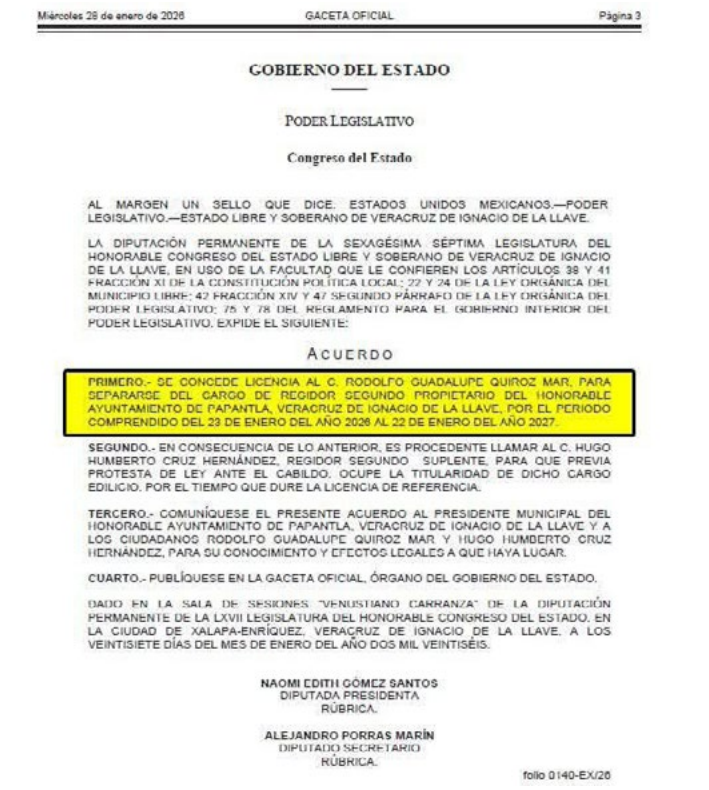 Miércoles 28 de enero de 2026 GACETA OFICIAL Página 3
GOBIERNO DEL ESTADO
PODER LEGISLATIVO
Congreso del Estado
AL MARGEN UN SELLO QUE DICE: ESTADOS UNIDOS MEXICANOS.—PODER
LEGISLATIVO.—ESTADO LIBRE Y SOBERANO DE VERACRUZ DE IGNACIO DE LA LLAVE.
LA DIPUTACIÓN PERMANENTE DE LA SEXAGÉSIMA SÉPTIMA LEGISLATURA DEL
HONORABLE CONGRESO DEL ESTADO LIBRE Y SOBERANO DE VERACRUZ DE IGNACIO
DE LA LLAVE, EN USO DE LA FACULTAD QUE LE CONFIEREN LOS ARTÍCULOS 38 Y 41
FRACCIÓN XI DE LA CONSTITUCIÓN POLÍTICA LOCAL; 22 Y 24 DE LA LEY ORGÁNICA DEL
MUNICIPIO LIBRE; 42 FRACCIÓN XIV Y 47 SEGUNDO PÁRRAFO DE LA LEY ORGÁNICA DEL
PODER LEGISLATIVO; 75 Y 78 DEL REGLAMENTO PARA EL GOBIERNO INTERIOR DEL
PODER LEGISLATIVO, EXPIDE EL SIGUIENTE:
ACUERDO
PRIMERO.- SE CONCEDE LICENCIA AL C. RODOLFO GUADALUPE QUIROZ MAR, PARA
SEPARARSE DEL CARGO DE REGIDOR SEGUNDO PROPIETARIO DEL HONORABLE
AYUNTAMIENTO DE PAPANTLA, VERACRUZ DE IGNACIO DE LA LLAVE, POR EL PERIODO
COMPRENDIDO DEL 23 DE ENERO DEL AÑO 2026 AL 22 DE ENERO DEL AÑO 2027.
SEGUNDO.- EN CONSECUENCIA DE LO ANTERIOR, ES PROCEDENTE LLAMAR AL C. HUGO
HUMBERTO CRUZ HERNÁNDEZ, REGIDOR SEGUNDO SUPLENTE, PARA QUE PREVIA
PROTESTA DE LEY ANTE EL CABILDO, OCUPE LA TITULARIDAD DE DICHO CARGO
EDILICIO, POR EL TIEMPO QUE DURE LA LICENCIA DE REFERENCIA.
TERCERO.- COMUNÍQUESE EL PRESENTE ACUERDO AL PRESIDENTE MUNICIPAL DEL
HONORABLE AYUNTAMIENTO DE PAPANTLA, VERACRUZ DE IGNACIO DE LA LLAVE Y A
LOS CIUDADANOS RODOLFO GUADALUPE QUIROZ MAR Y HUGO HUMBERTO CRUZ
HERNÁNDEZ, PARA SU CONOCIMIENTO Y EFECTOS LEGALES A QUE HAYA LUGAR.
CUARTO.- PUBLÍQUESE EN LA GACETA OFICIAL, ÓRGANO DEL GOBIERNO DEL ESTADO.
DADO EN LA SALA DE SESIONES "VENUSTIANO CARRANZA" DE LA DIPUTACIÓN
PERMANENTE DE LA LXVII LEGISLATURA DEL HONORABLE CONGRESO DEL ESTADO, EN
LA CIUDAD DE XALAPA-ENRÍQUEZ, VERACRUZ DE IGNACIO DE LA LLAVE, A LOS
VEINTISIETE DÍAS DEL MES DE ENERO DEL AÑO DOS MIL VEINTISÉIS.
NAOMI EDITH GÓMEZ SANTOS
DIPUTADA PRESIDENTA
RÚBRICA.
ALEJANDRO PORRAS MARÍN
DIPUTADO SECRETARIO
RÚBRICA.
folio 0140-EX/26